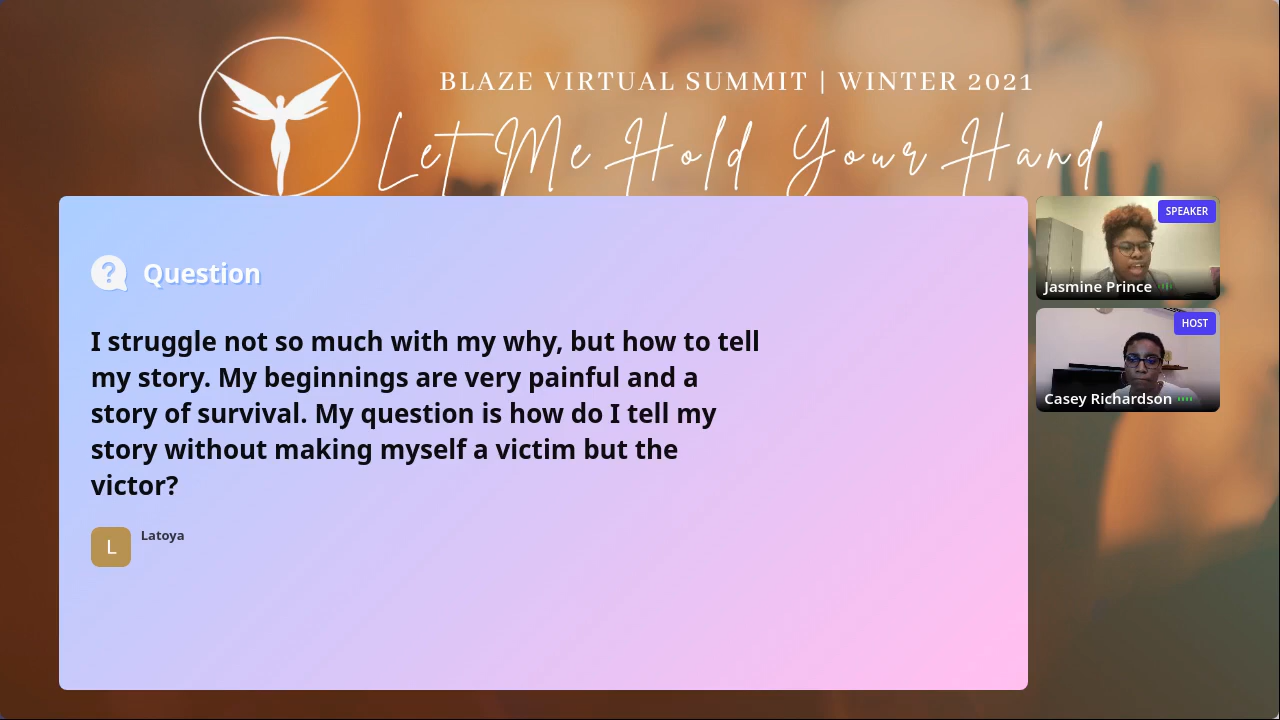 BLAZE VIRTUAL SUMMIT | WINTER 2021
Let Me Hold Your Hand
SPEAKER
Jasmine Prince
HOST
Casey Richardson
Question
I struggle not so much with my why, but how to tell
my story. My beginnings are very painful and a
story of survival. My question is how do I tell my
story without making myself a victim but the
victor?
L
Latoya